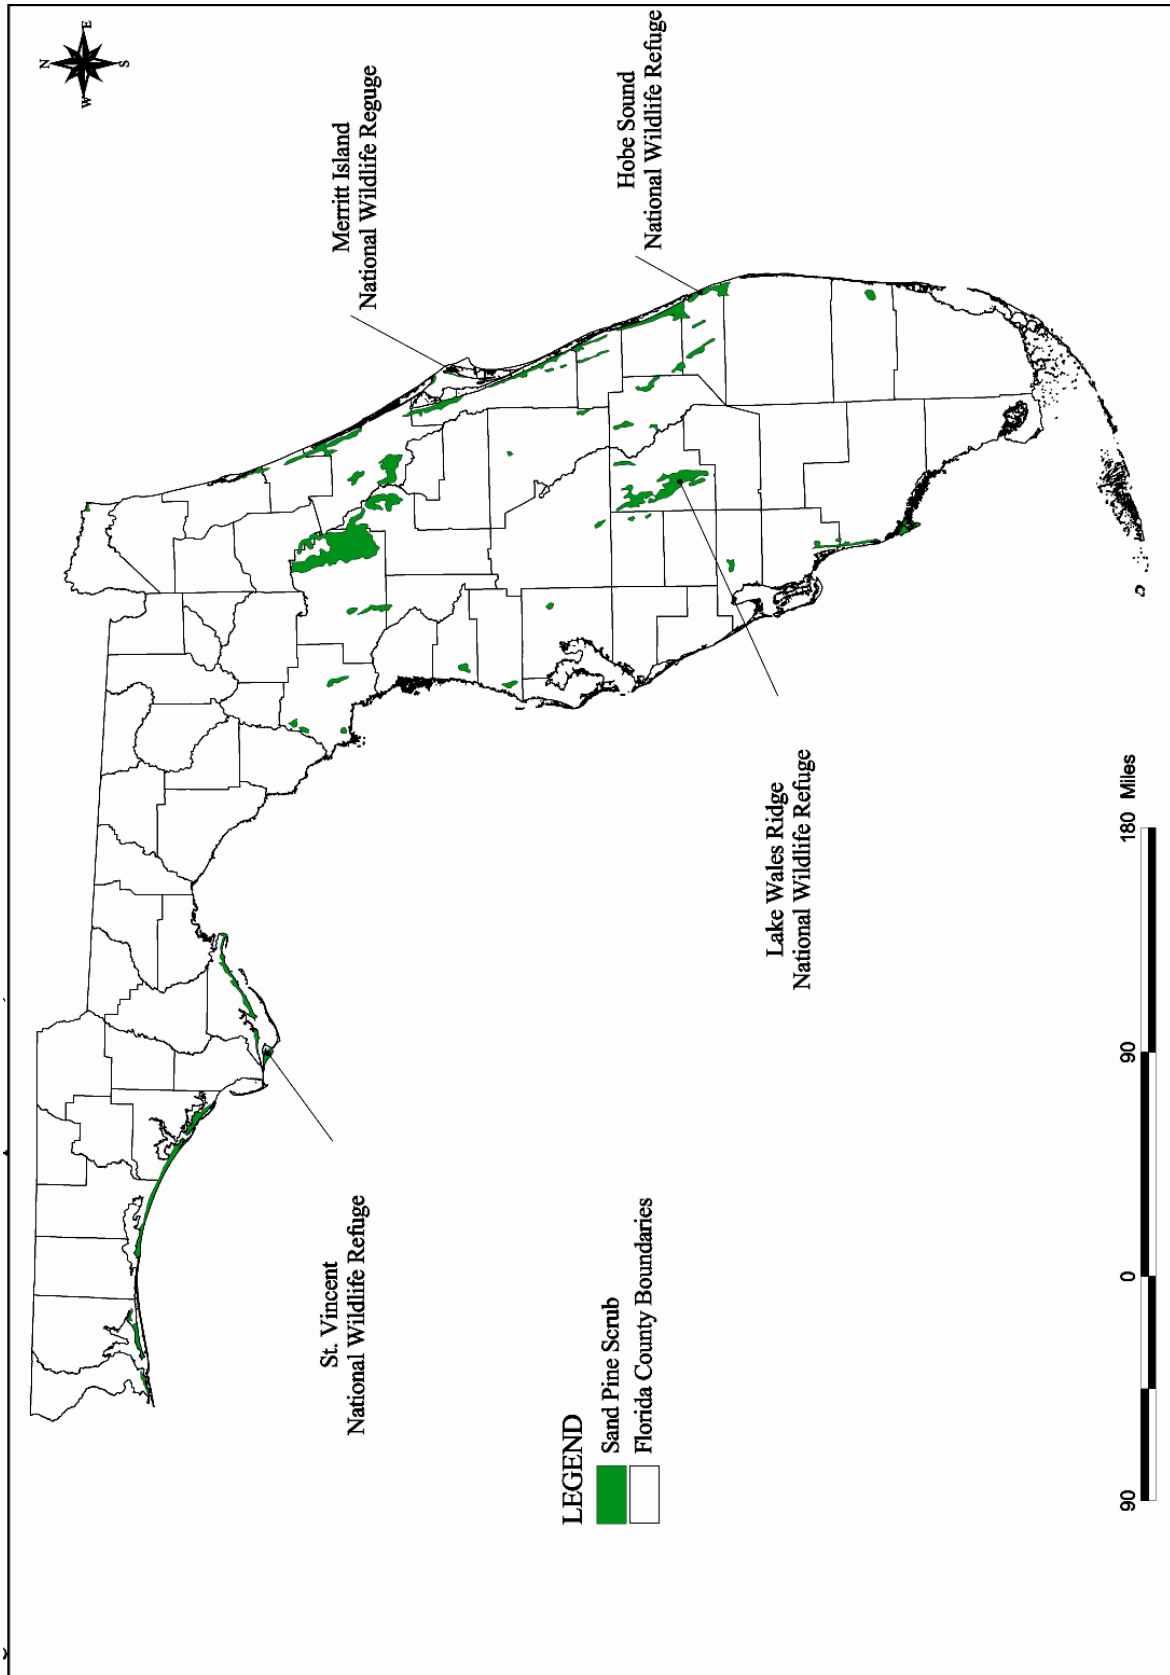 N
E
S
W
Merritt Island
National Wildlife Reguge
Hobe Sound
National Wildlife Refuge
St. Vincent
National Wildlife Refuge
Lake Wales Ridge
National Wildlife Refuge
LEGEND
Sand Pine Scrub
Florida County Boundaries
90 0 90 180 Miles